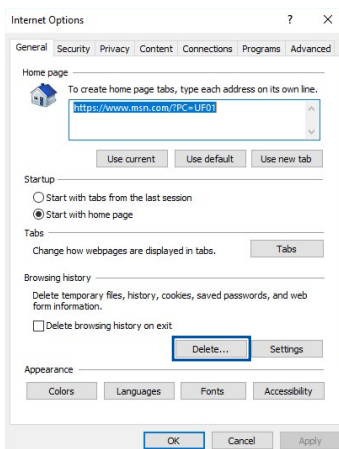 Internet Options ? X
General Security Privacy Content Connections Programs Advanced
Home page
To create home page tabs, type each address on its own line.
https://www.msn.com/?PC=UF01
Use current Use default Use new tab
Startup
Start with tabs from the last session
Start with home page
Tabs
Change how webpages are displayed in tabs. Tabs
Browsing history
Delete temporary files, history, cookies, saved passwords, and web
form information.
Delete browsing history on exit
Delete... Settings
Appearance
Colors Languages Fonts Accessibility
OK Cancel Apply